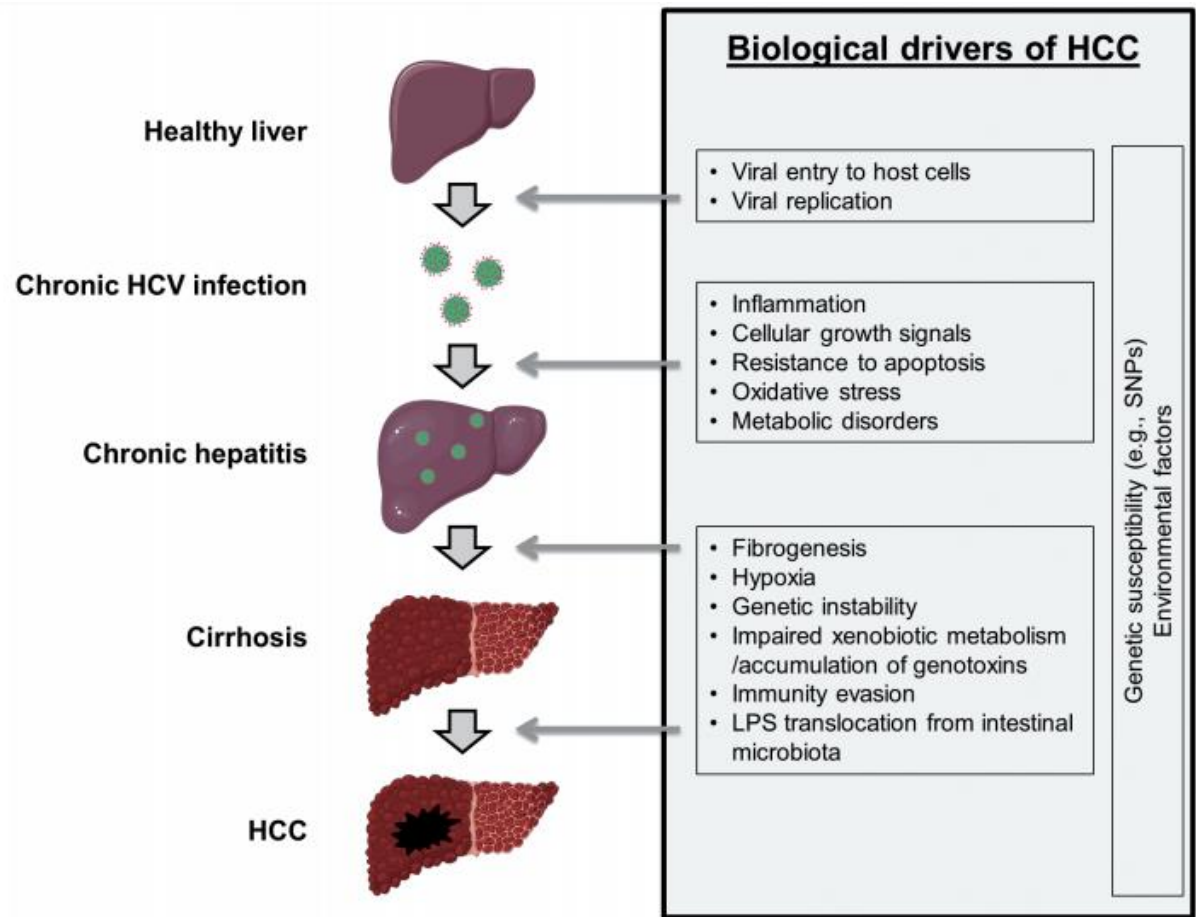 Biological drivers of HCC
Healthy liver
• Viral entry to host cells
• Viral replication
Chronic HCV infection
• Inflammation
• Cellular growth signals
• Resistance to apoptosis
• Oxidative stress
• Metabolic disorders
Chronic hepatitis
• Fibrogenesis
• Hypoxia
• Genetic instability
• Impaired xenobiotic metabolism
/accumulation of genotoxins
• Immunity evasion
• LPS translocation from intestinal
microbiota
Cirrhosis
HCC
Genetic susceptibility (e.g., SNPs)
Environmental factors